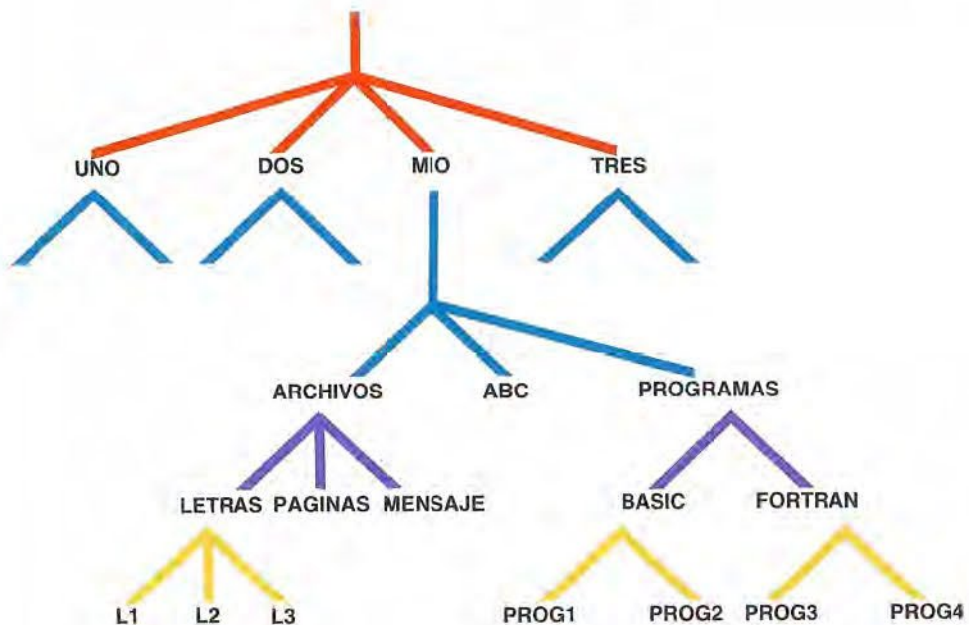 UNO DOS MIO TRES
ARCHIVOS ABC PROGRAMAS
LETRAS PAGINAS MENSAJE BASIC FORTRAN
L1 L2 L3 PROG1 PROG2 PROG3 PROG4